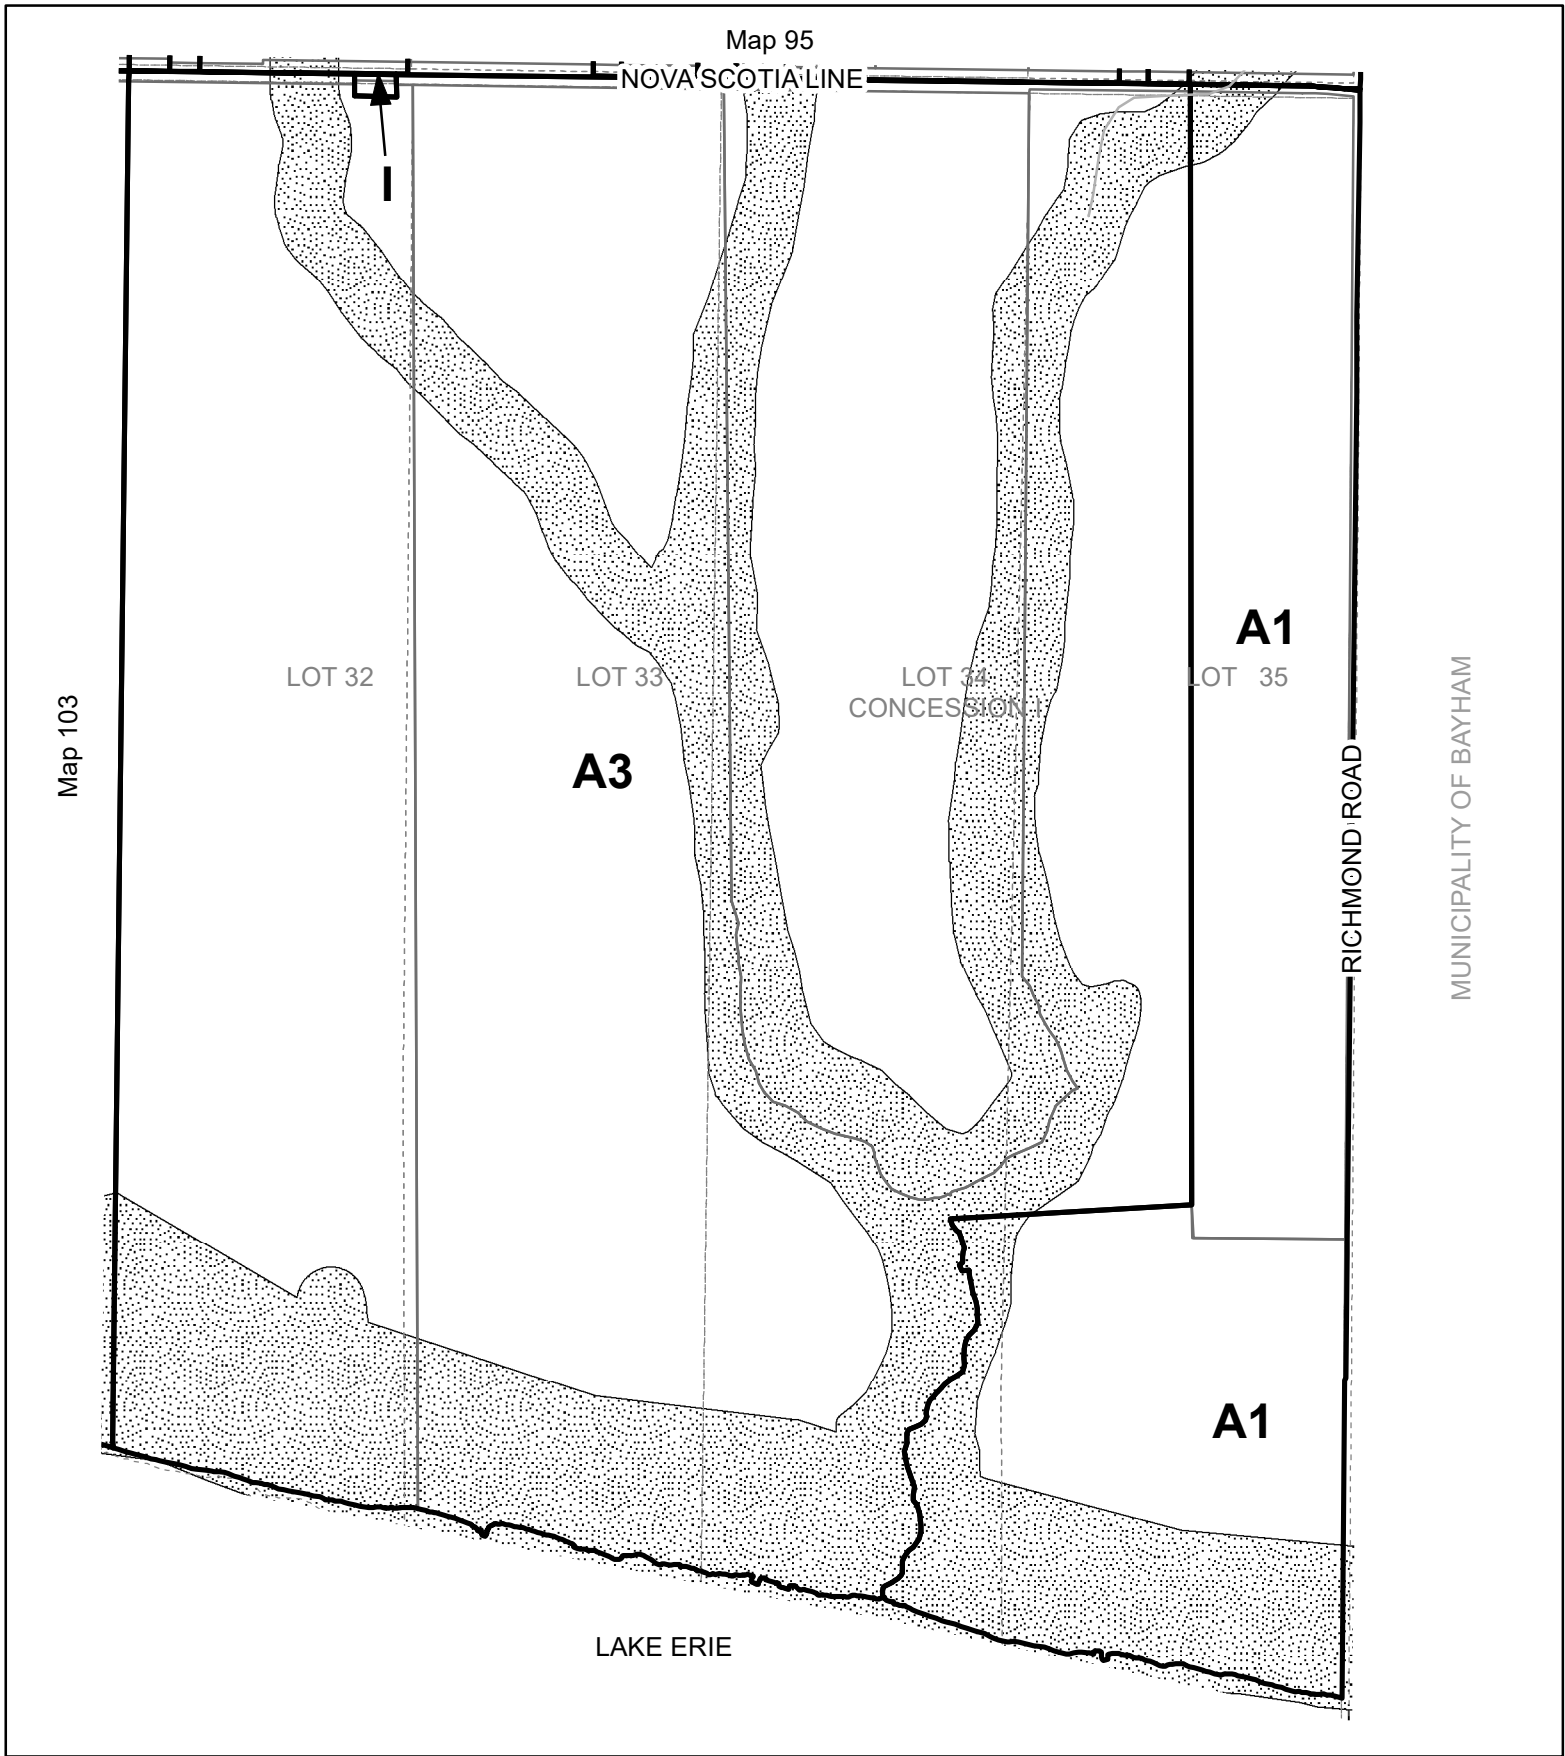 Map 95
NOVA SCOTIA LINE
I
A1
LOT 32
LOT 33
LOT 34
LOT 35
CONCESSION I
Map 103
A3
RICHMOND ROAD
MUNICIPALITY OF BAYHAM
A1
LAKE ERIE